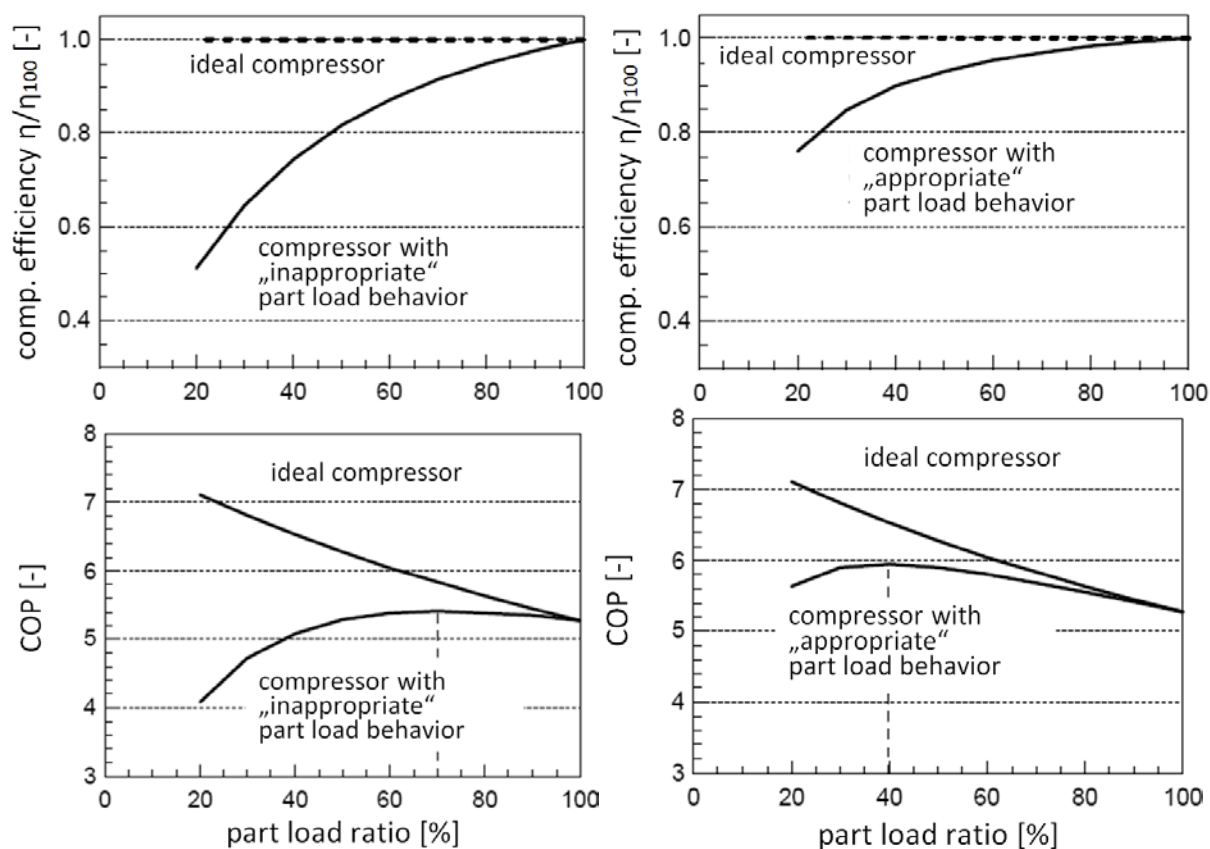 comp. efficiency η/η100 [-]
1.0
0.8
0.6
0.4
ideal compressor
compressor with
„inappropriate“
part load behavior
0 20 40 60 80 100
comp. efficiency η/η100 [-]
1.0
0.8
0.6
0.4
ideal compressor
compressor with
„appropriate“
part load behavior
0 20 40 60 80 100
COP [-]
8
7
6
5
4
3
ideal compressor
compressor with
„inappropriate“
part load behavior
0 20 40 60 80 100
part load ratio [%]
COP [-]
8
7
6
5
4
3
ideal compressor
compressor with
„appropriate“
part load behavior
0 20 40 60 80 100
part load ratio [%]